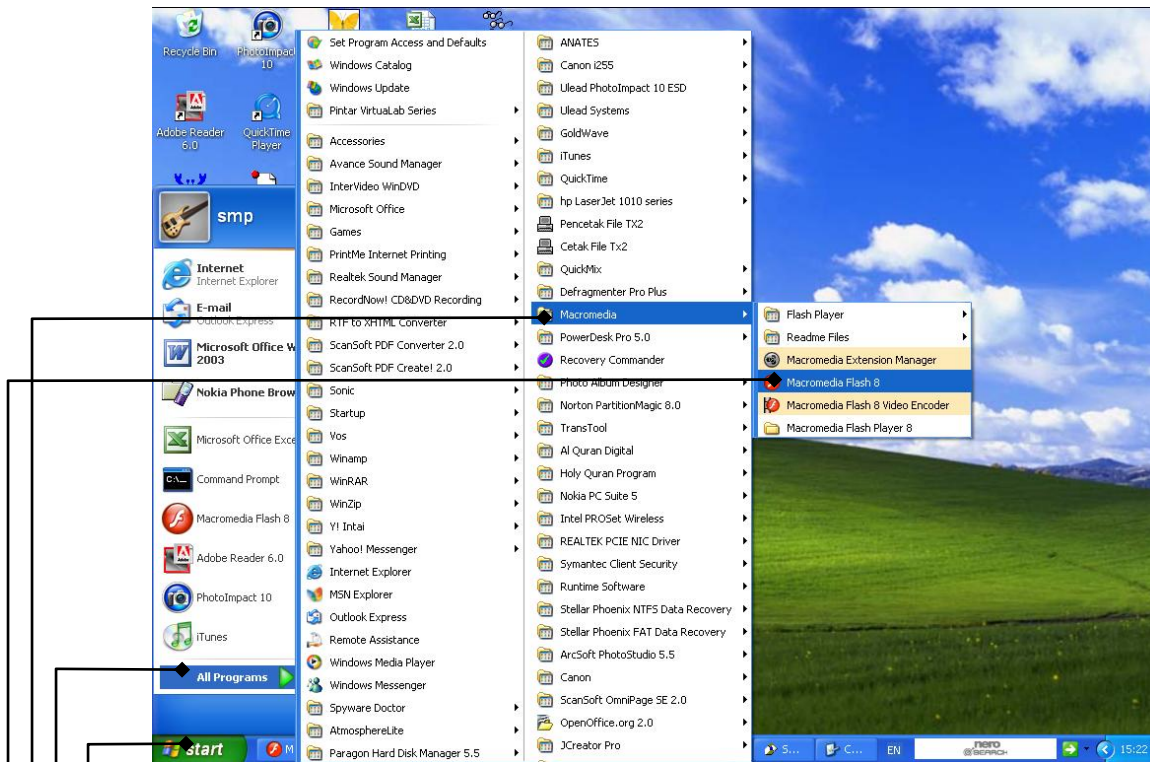 Recycle Bin
PhotoImpact
10
Adobe Reader
6.0
QuickTime
Player
smp
Internet
Internet Explorer
E-mail
Outlook Express
Microsoft Office W
2003
Nokia Phone Brow
Microsoft Office Exce
Command Prompt
Macromedia Flash 8
Adobe Reader 6.0
PhotoImpact 10
iTunes
All Programs
Set Program Access and Defaults
Windows Catalog
Windows Update
Pintar VirtuaLab Series
Accessories
Avance Sound Manager
InterVideo WinDVD
Microsoft Office
Games
PrintMe Internet Printing
Realtek Sound Manager
RecordNow! CD&DVD Recording
RTF to XHTML Converter
ScanSoft PDF Converter 2.0
ScanSoft PDF Create! 2.0
Sonic
Startup
Vos
Winamp
WinRAR
WinZip
Y! Intai
Yahoo! Messenger
Internet Explorer
MSN Explorer
Outlook Express
Remote Assistance
Windows Media Player
Windows Messenger
Spyware Doctor
AtmosphereLite
Paragon Hard Disk Manager 5.5
ANATES
Canon i255
Ulead PhotoImpact 10 ESD
Ulead Systems
GoldWave
iTunes
QuickTime
hp LaserJet 1010 series
Pencetak File TX2
Cetak File Tx2
QuickMix
Defragmenter Pro Plus
Macromedia
PowerDesk Pro 5.0
Recovery Commander
Photo Album Designer
Norton PartitionMagic 8.0
TransTool
Al Quran Digital
Holy Quran Program
Nokia PC Suite 5
Intel PROSet Wireless
REALTEK PCIE NIC Driver
Symantec Client Security
Runtime Software
Stellar Phoenix NTFS Data Recovery
Stellar Phoenix FAT Data Recovery
ArcSoft PhotoStudio 5.5
Canon
ScanSoft OmniPage SE 2.0
OpenOffice.org 2.0
JCreator Pro
Flash Player
Readme Files
Macromedia Extension Manager
Macromedia Flash 8
Macromedia Flash 8 Video Encoder
Macromedia Flash Player 8
start
M
S...
C...
EN
nero
SEARCH
15:22